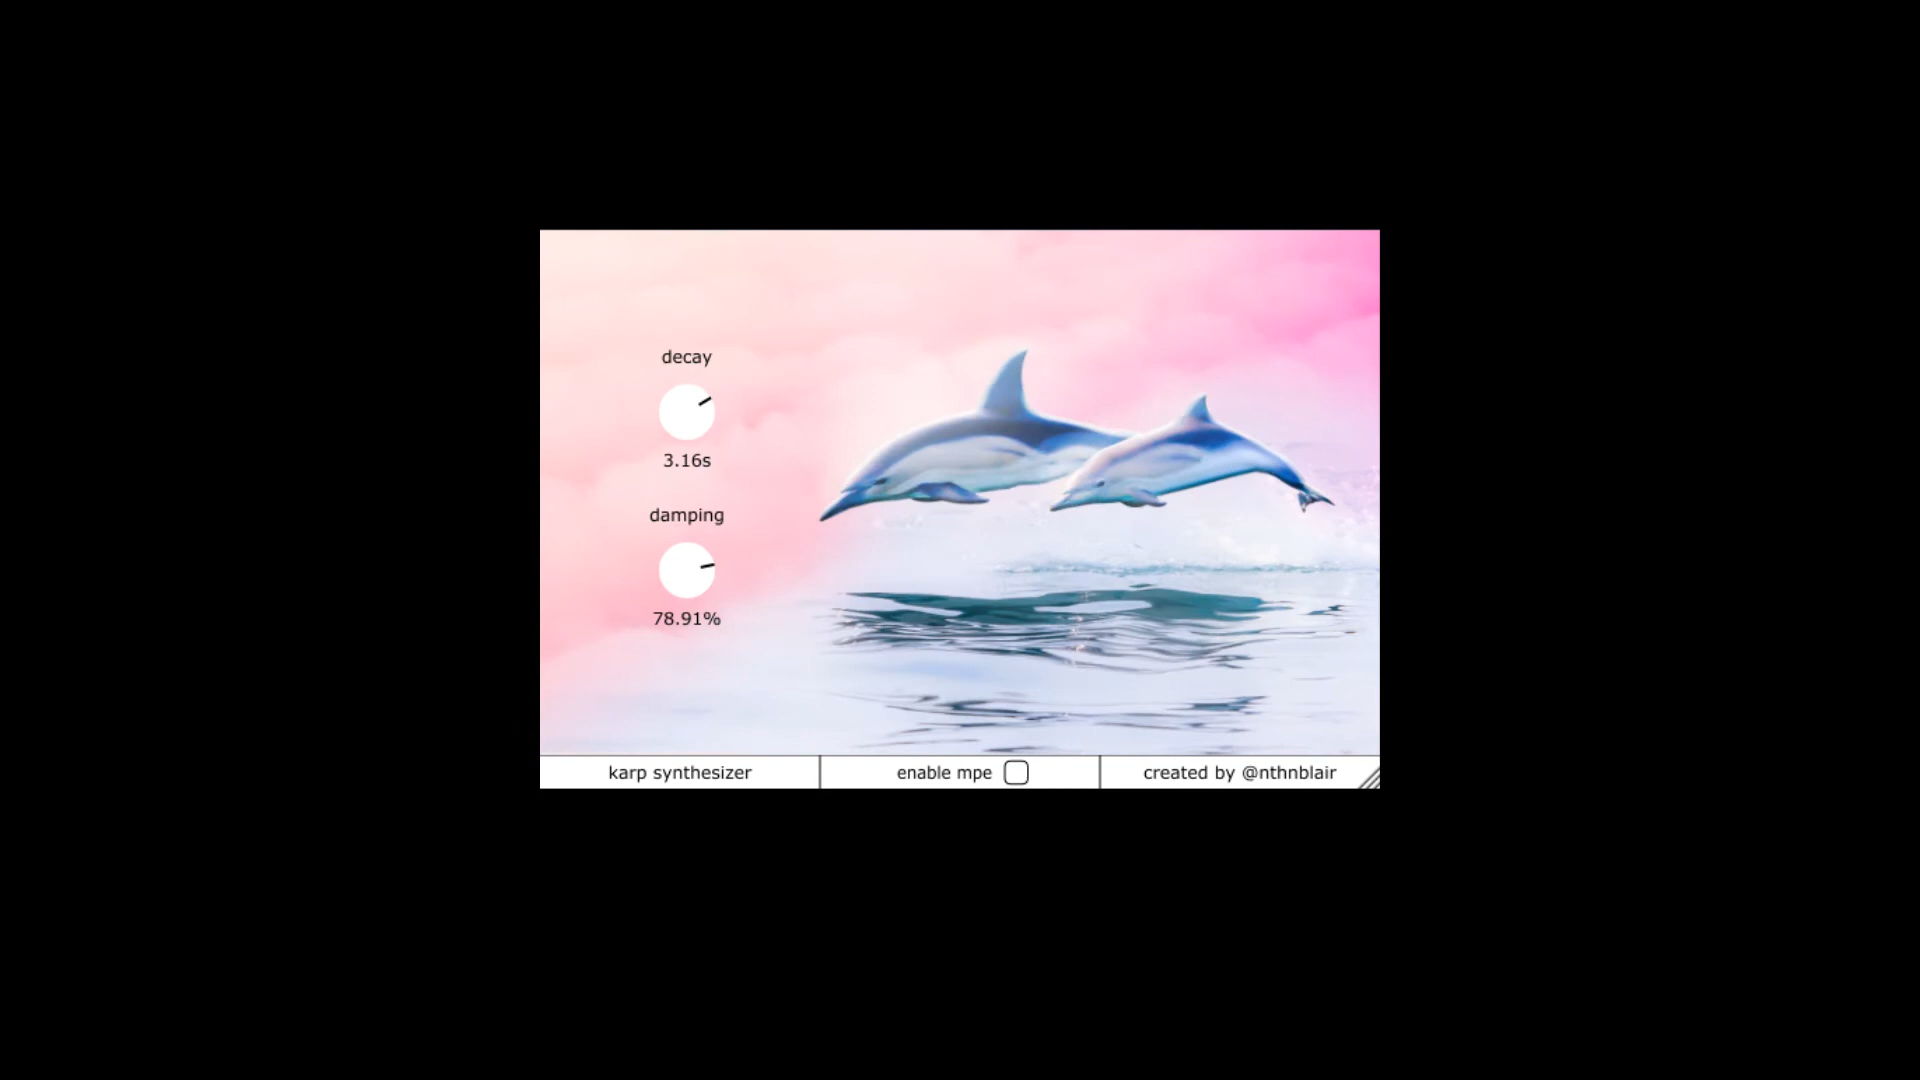 decay
3.16s
damping
78.91%
karp synthesizer
enable mpe
created by @nthnblair